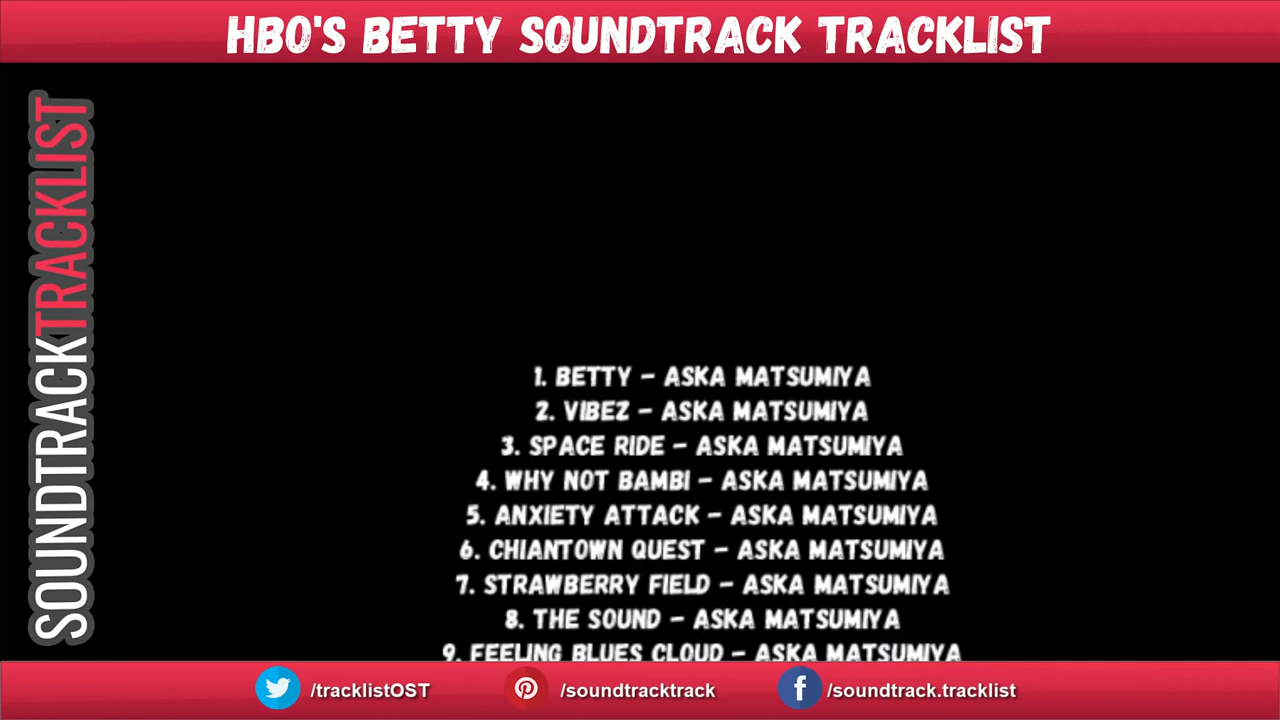 HBO'S BETTY SOUNDTRACK TRACKLIST
SOUNDTRACKTRACKLIST
1. BETTY – ASKA MATSUMIYA
2. VIBEZ – ASKA MATSUMIYA
3. SPACE RIDE – ASKA MATSUMIYA
4. WHY NOT BAMBI – ASKA MATSUMIYA
5. ANXIETY ATTACK – ASKA MATSUMIYA
6. CHIANTOWN QUEST – ASKA MATSUMIYA
7. STRAWBERRY FIELD – ASKA MATSUMIYA
8. THE SOUND – ASKA MATSUMIYA
9. FEELING BLUES CLOUD – ASKA MATSUMIYA
/tracklistOST
/soundtracktrack
/soundtrack.tracklist